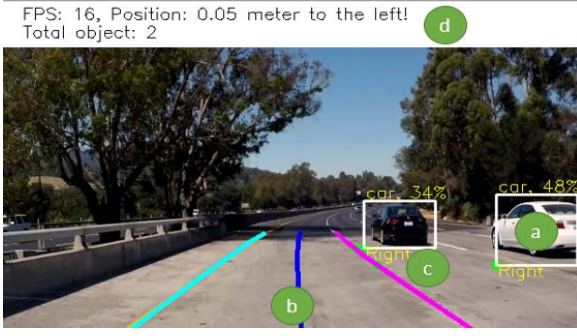 FPS: 16, Position: 0.05 meter to the left!
Total object: 2
d
car, 34%
car, 48%
a
Right
c
Right
b